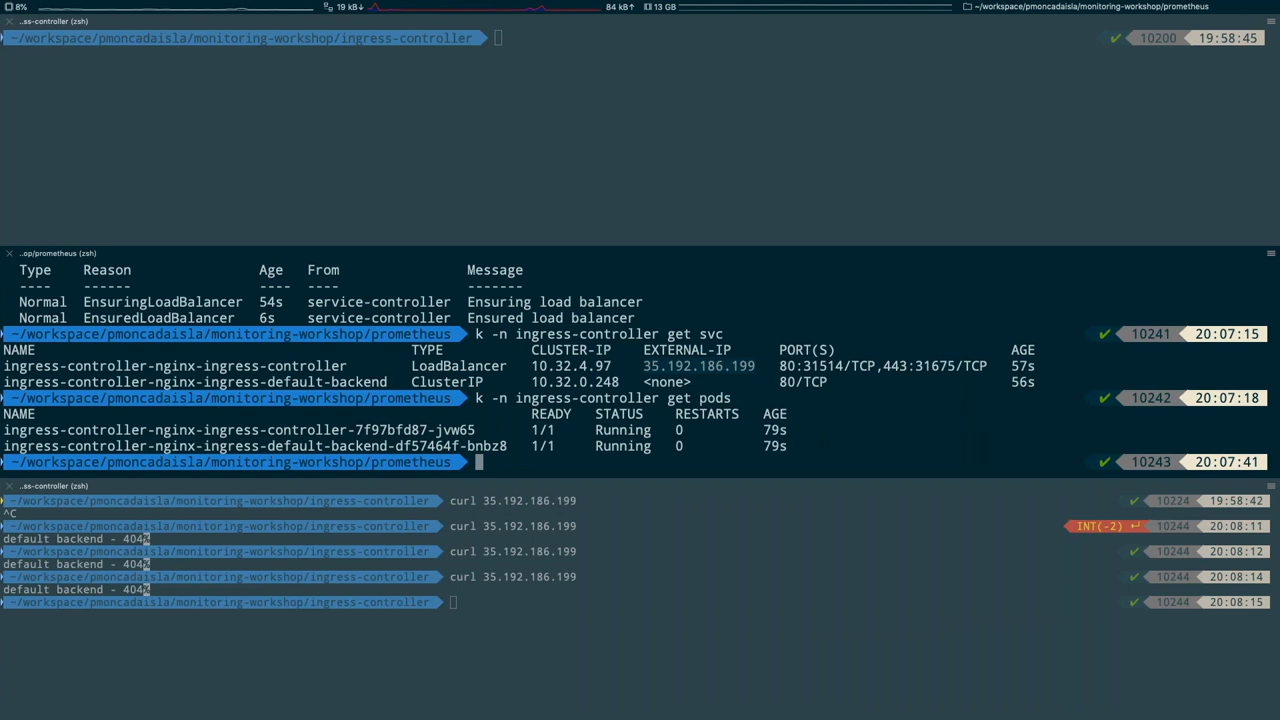 8% 19 kB↓ 84 kB↑ 13 GB ~/workspace/pmoncadaisla/monitoring-workshop/prometheus
..ss-controller (zsh)
~/workspace/pmoncadaisla/monitoring-workshop/ingress-controller ✔ 10200 19:58:45
..op/prometheus (zsh)
Type Reason Age From Message
---- ------ ---- ---- -------
Normal EnsuringLoadBalancer 54s service-controller Ensuring load balancer
Normal EnsuredLoadBalancer 6s service-controller Ensured load balancer
~/workspace/pmoncadaisla/monitoring-workshop/prometheus k -n ingress-controller get svc ✔ 10241 20:07:15
NAME TYPE CLUSTER-IP EXTERNAL-IP PORT(S) AGE
ingress-controller-nginx-ingress-controller LoadBalancer 10.32.4.97 35.192.186.199 80:31514/TCP,443:31675/TCP 57s
ingress-controller-nginx-ingress-default-backend ClusterIP 10.32.0.248 <none> 80/TCP 56s
~/workspace/pmoncadaisla/monitoring-workshop/prometheus k -n ingress-controller get pods ✔ 10242 20:07:18
NAME READY STATUS RESTARTS AGE
ingress-controller-nginx-ingress-controller-7f97bfd87-jvw65 1/1 Running 0 79s
ingress-controller-nginx-ingress-default-backend-df57464f-bnbz8 1/1 Running 0 79s
~/workspace/pmoncadaisla/monitoring-workshop/prometheus ✔ 10243 20:07:41
..ss-controller (zsh)
~/workspace/pmoncadaisla/monitoring-workshop/ingress-controller curl 35.192.186.199 ✔ 10224 19:58:42
^C
~/workspace/pmoncadaisla/monitoring-workshop/ingress-controller curl 35.192.186.199 INT(-2) ↵ 10244 20:08:11
default backend - 404%
~/workspace/pmoncadaisla/monitoring-workshop/ingress-controller curl 35.192.186.199 ✔ 10244 20:08:12
default backend - 404%
~/workspace/pmoncadaisla/monitoring-workshop/ingress-controller curl 35.192.186.199 ✔ 10244 20:08:14
default backend - 404%
~/workspace/pmoncadaisla/monitoring-workshop/ingress-controller ✔ 10244 20:08:15